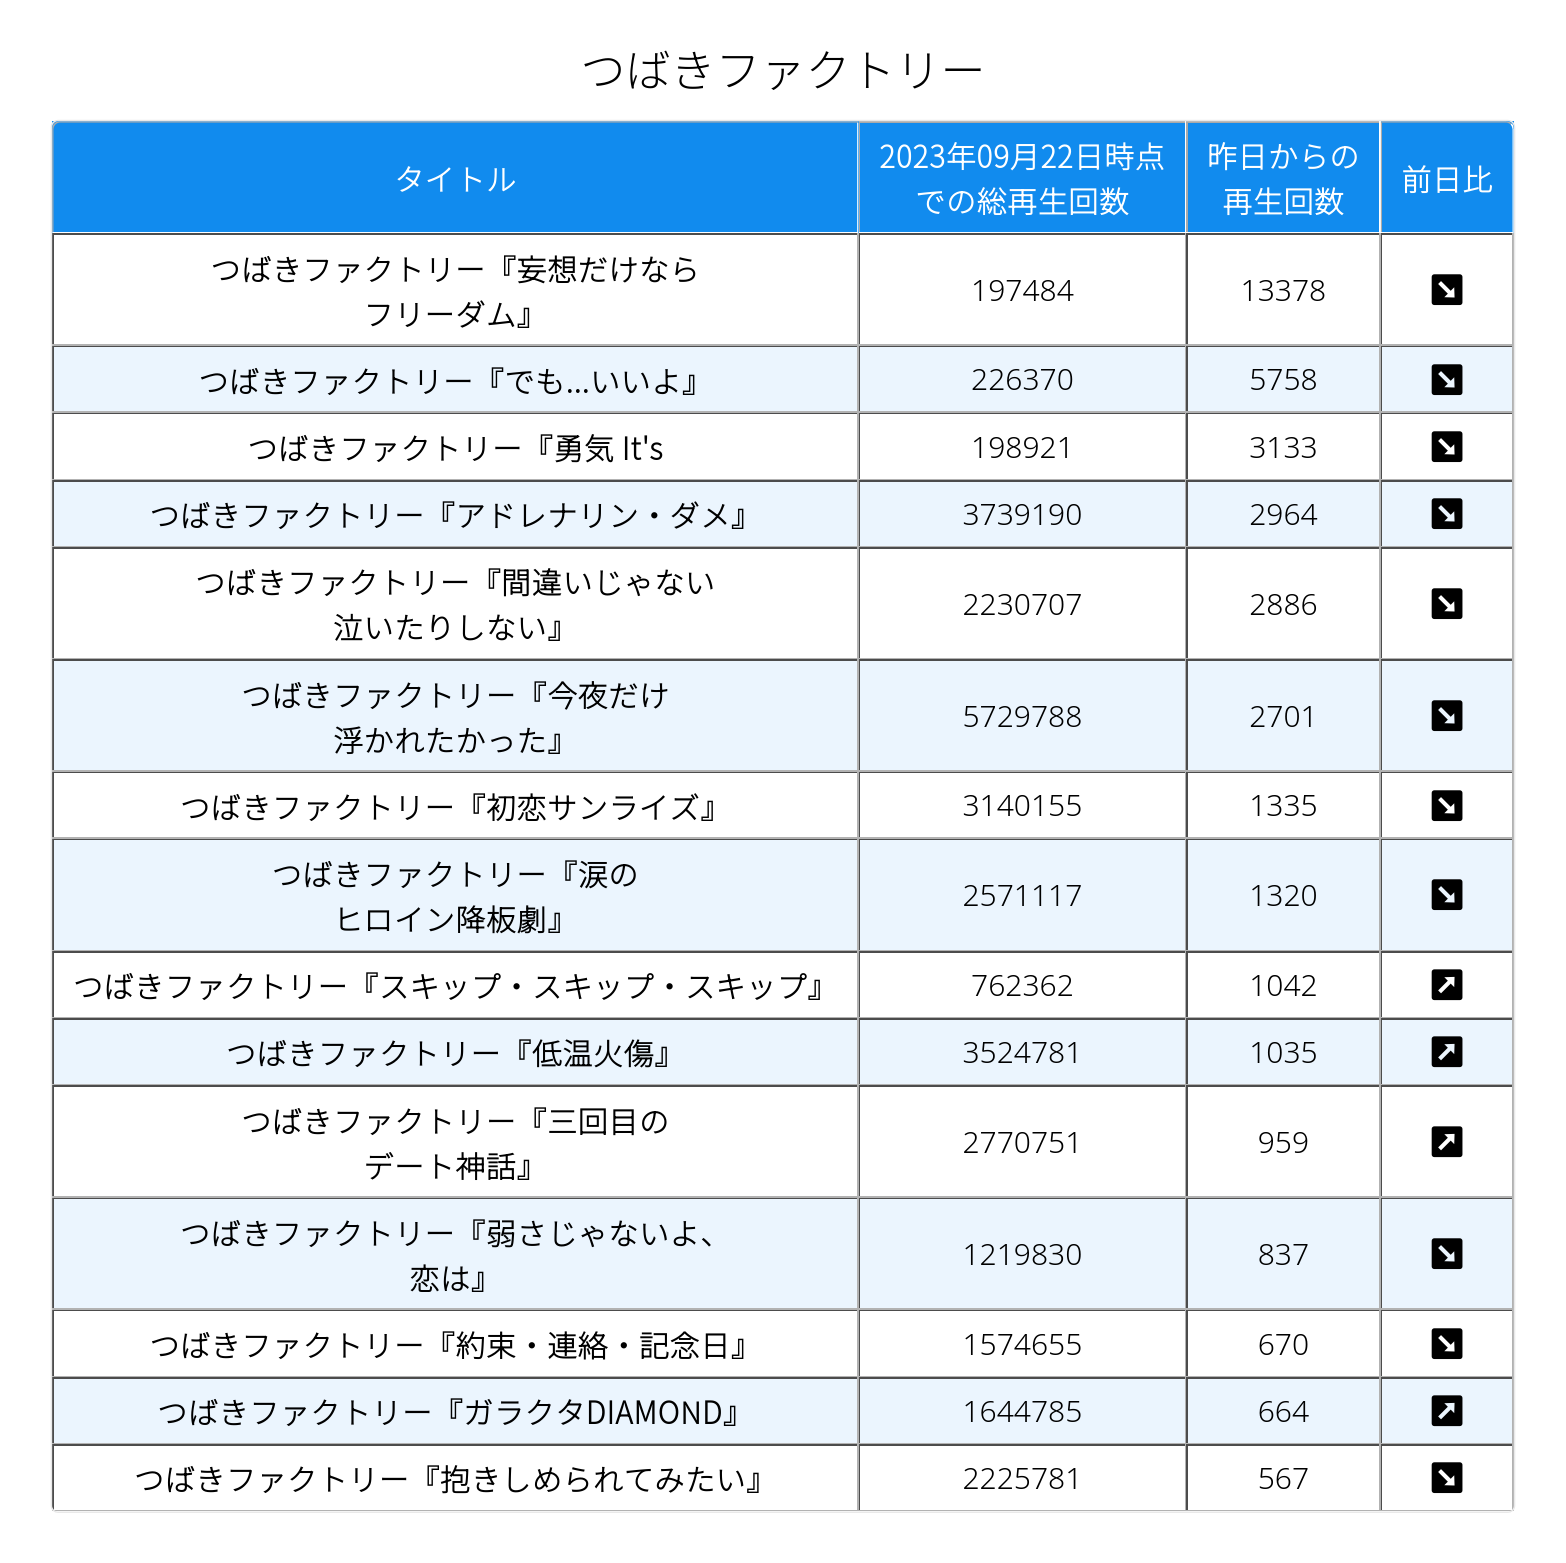 つばきファクトリー
タイトル
2023年09月22日時点
での総再生回数
昨日からの
再生回数
前日比
つばきファクトリー『妄想だけなら
フリーダム』
197484
13378
つばきファクトリー『でも...いいよ』
226370
5758
つばきファクトリー『勇気 It's
198921
3133
つばきファクトリー『アドレナリン・ダメ』
3739190
2964
つばきファクトリー『間違いじゃない
泣いたりしない』
2230707
2886
つばきファクトリー『今夜だけ
浮かれたかった』
5729788
2701
つばきファクトリー『初恋サンライズ』
3140155
1335
つばきファクトリー『涙の
ヒロイン降板劇』
2571117
1320
つばきファクトリー『スキップ・スキップ・スキップ』
762362
1042
つばきファクトリー『低温火傷』
3524781
1035
つばきファクトリー『三回目の
デート神話』
2770751
959
つばきファクトリー『弱さじゃないよ、
恋は』
1219830
837
つばきファクトリー『約束・連絡・記念日』
1574655
670
つばきファクトリー『ガラクタDIAMOND』
1644785
664
つばきファクトリー『抱きしめられてみたい』
2225781
567